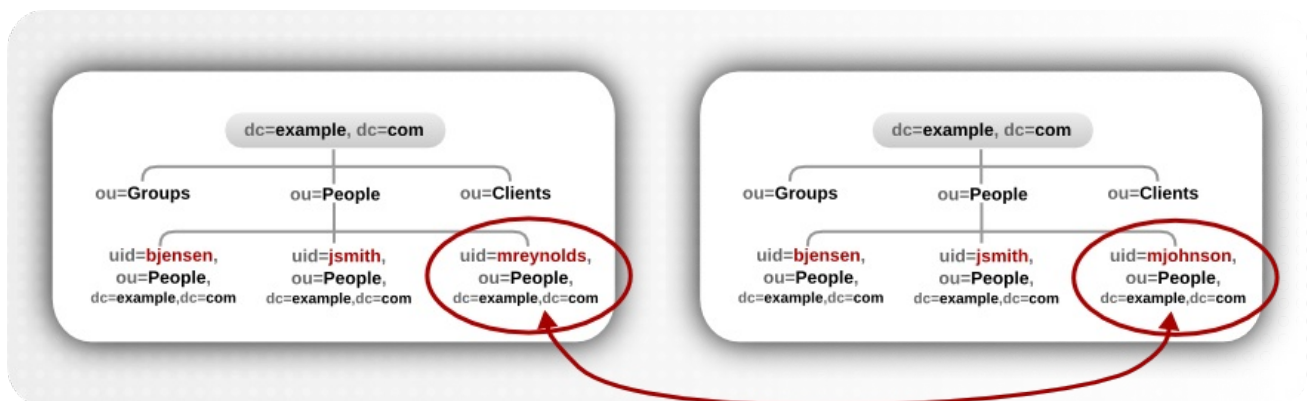 dc=example, dc=com
ou=Groups
ou=People
ou=Clients
uid=bjensen,
ou=People,
dc=example,dc=com
uid=jsmith,
ou=People,
dc=example,dc=com
uid=mreynolds,
ou=People,
dc=example,dc=com
dc=example, dc=com
ou=Groups
ou=People
ou=Clients
uid=bjensen,
ou=People,
dc=example,dc=com
uid=jsmith,
ou=People,
dc=example,dc=com
uid=mjohnson,
ou=People,
dc=example,dc=com